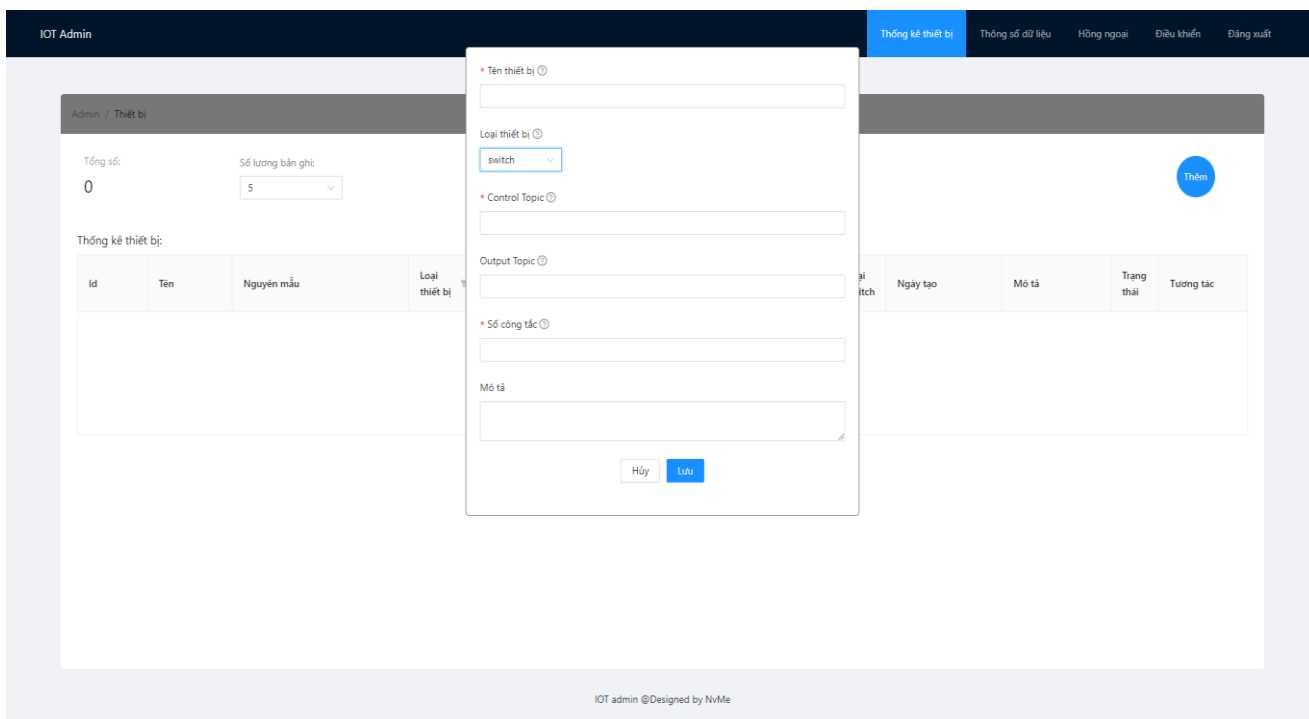 IOT Admin
Thống kê thiết bị
Thông số dữ liệu
Hồng ngoại
Điều khiển
Đăng xuất
Admin / Thiết bị
Tổng số:
0
Số lượng bản ghi:
5
Thêm
Thống kê thiết bị:
Id
Tên
Nguyên mẫu
Loại
thiết bị
Ngày tạo
Mô tả
Trạng
thái
Tương tác
* Tên thiết bị
Loại thiết bị
switch
* Control Topic
Output Topic
* Số công tắc
Mô tả
Hủy
Lưu
IOT admin @Designed by NvMe